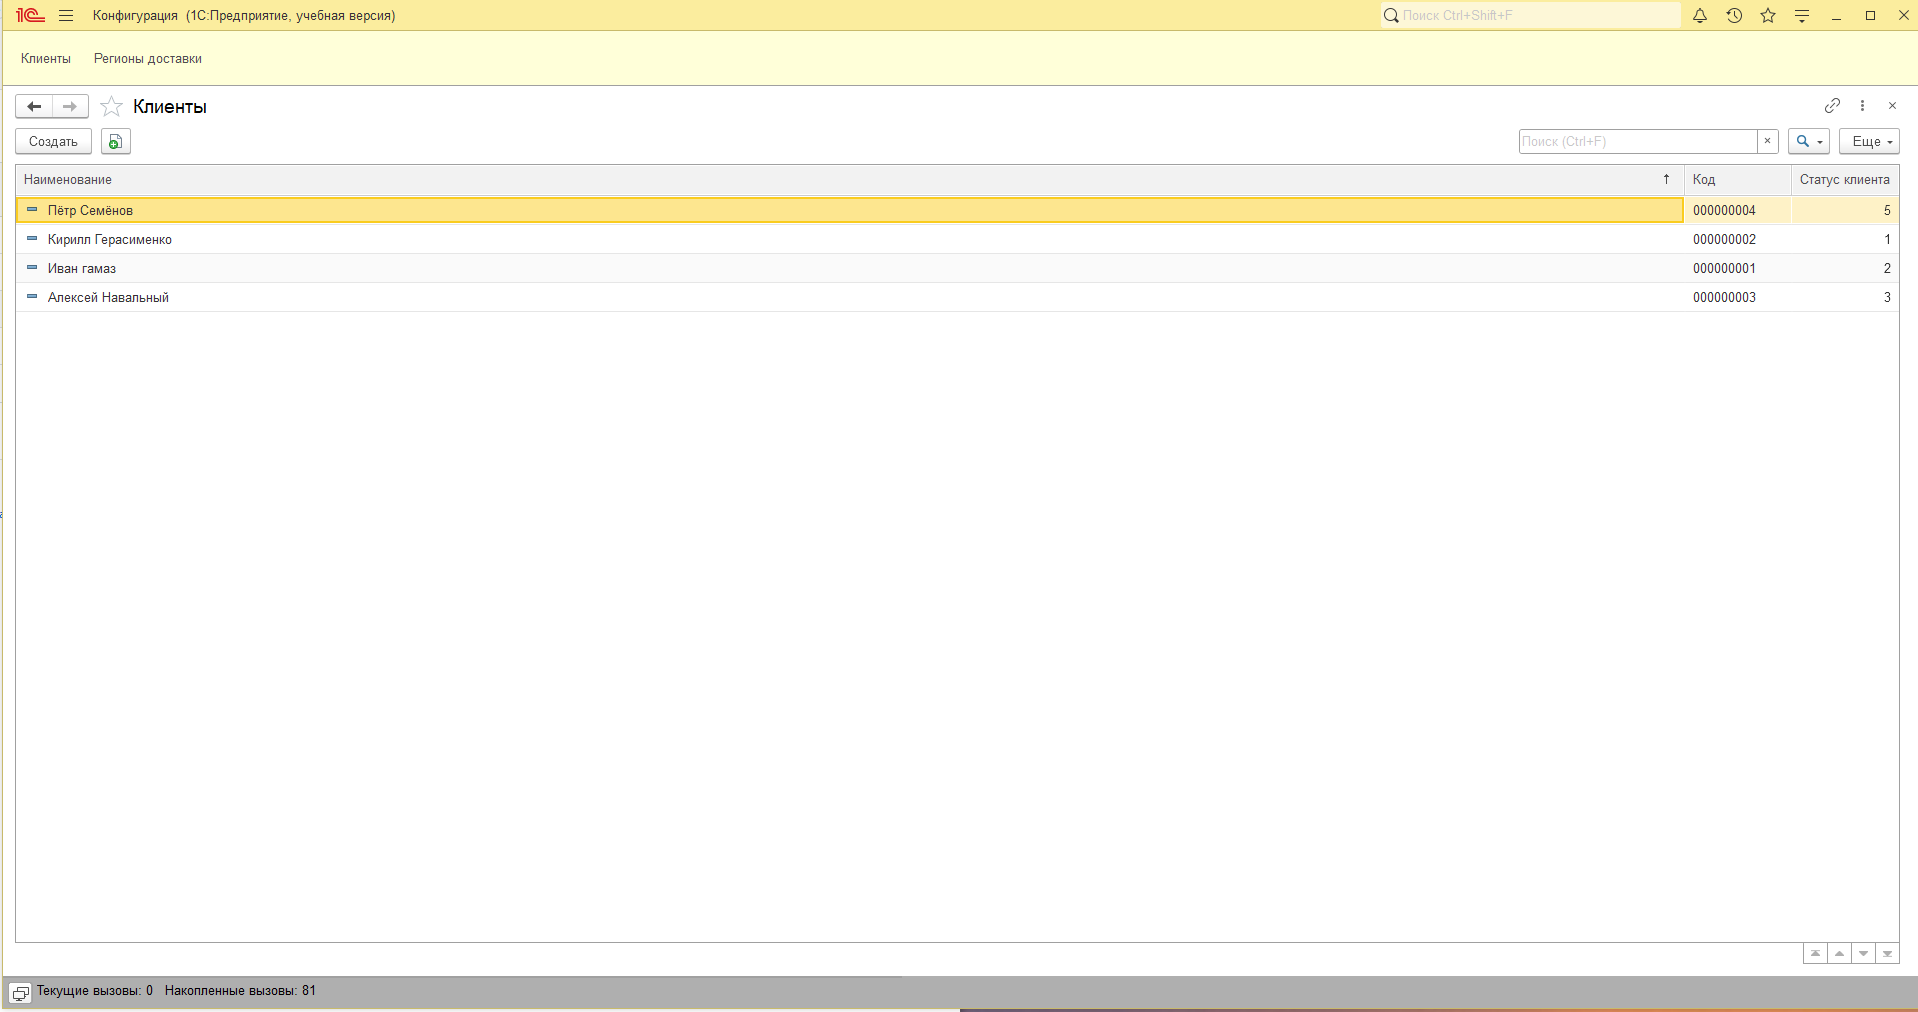 1С Конфигурация (1С:Предприятие, учебная версия) Поиск Ctrl+Shift+F
Клиенты Регионы доставки
Клиенты
Создать Поиск (Ctrl+F) × Еще
Наименование ↑ Код Статус клиента
Пётр Семёнов 000000004 5
Кирилл Герасименко 000000002 1
Иван гамаз 000000001 2
Алексей Навальный 000000003 3
Текущие вызовы: 0 Накопленные вызовы: 81